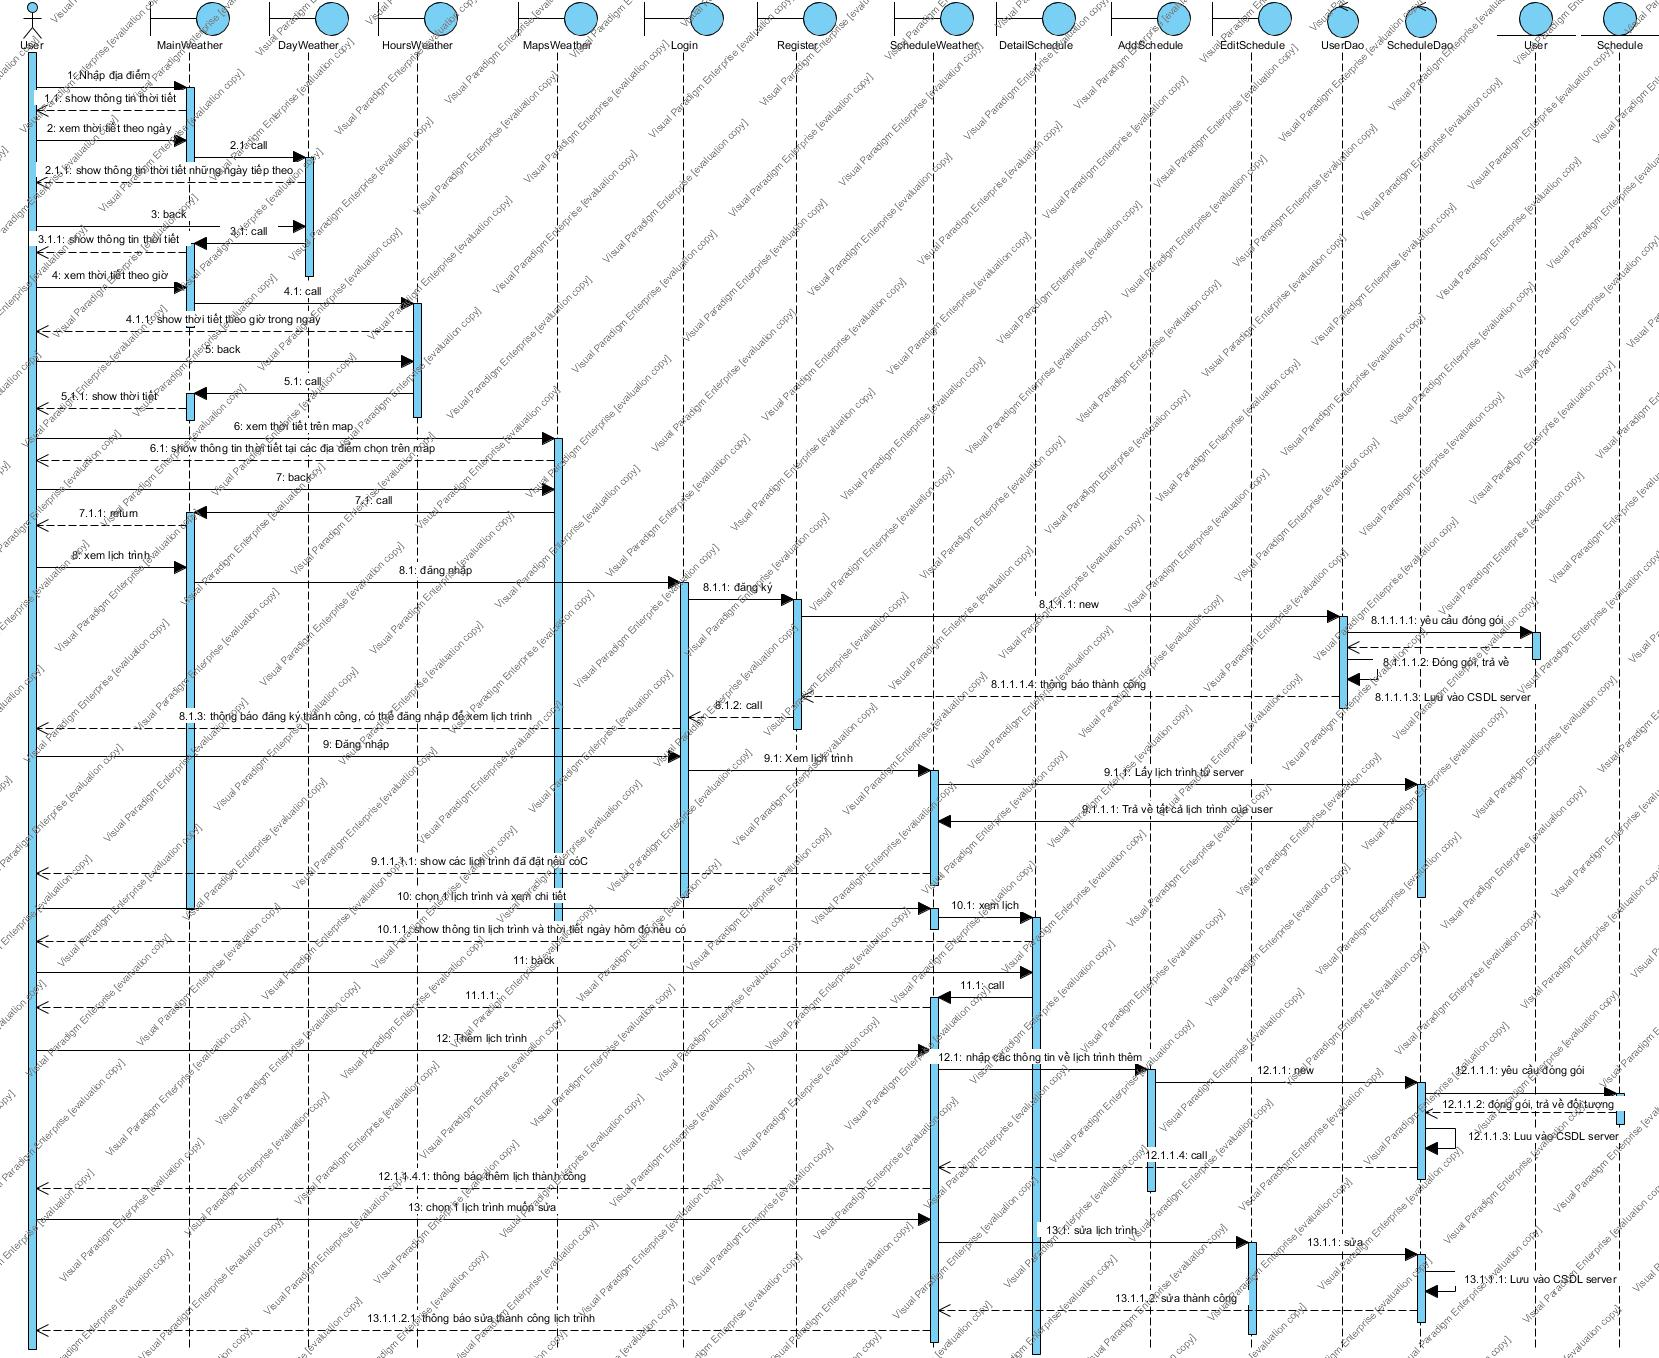 User
MainWeather
DayWeather
HoursWeather
MapsWeather
Login
Register
ScheduleWeather
DetailSchedule
AddSchedule
EditSchedule
UserDao
ScheduleDao
User
Schedule
1: Nhập địa điểm
1.1: show thông tin thời tiết
2: xem thời tiết theo ngày
2.1: call
2.1.1: show thông tin thời tiết những ngày tiếp theo
3: back
3.1: call
3.1.1: show thông tin thời tiết
4: xem thời tiết theo giờ
4.1: call
4.1.1: show thời tiết theo giờ trong ngày
5: back
5.1: call
5.1.1: show thời tiết
6: xem thời tiết trên map
6.1: show thông tin thời tiết tại các địa điểm chọn trên map
7: back
7.1: call
7.1.1: return
8: xem lịch trình
8.1: đăng nhập
8.1.1: đăng ký
8.1.1.1: new
8.1.1.1.1: yêu cầu đóng gói
8.1.1.1.2: Đóng gói, trả về
8.1.1.1.3: Lưu vào CSDL server
8.1.1.1.4: thông báo thành công
8.1.2: call
8.1.3: thông báo đăng ký thành công, có thể đăng nhập để xem lịch trình
9: Đăng nhập
9.1: Xem lịch trình
9.1.1: Lấy lịch trình từ server
9.1.1.1: Trả về tất cả lịch trình của user
9.1.1.1.1: show các lịch trình đã đặt nếu cóC
10: chọn 1 lịch trình và xem chi tiết
10.1: xem lịch
10.1.1: show thông tin lịch trình và thời tiết ngày hôm đó nếu có
11: back
11.1: call
11.1.1:
12: Thêm lịch trình
12.1: nhập các thông tin về lịch trình thêm
12.1.1: new
12.1.1.1: yêu cầu đóng gói
12.1.1.2: đóng gói, trả về đối tượng
12.1.1.3: Lưu vào CSDL server
12.1.1.4: call
12.1.1.4.1: thông báo thêm lịch thành công
13: chọn 1 lịch trình muốn sửa
13.1: sửa lịch trình
13.1.1: sửa
13.1.1.1: Lưu vào CSDL server
13.1.1.2: sửa thành công
13.1.1.2.1: thông báo sửa thành công lịch trình
Visual Paradigm Enterprise [evaluation copy]